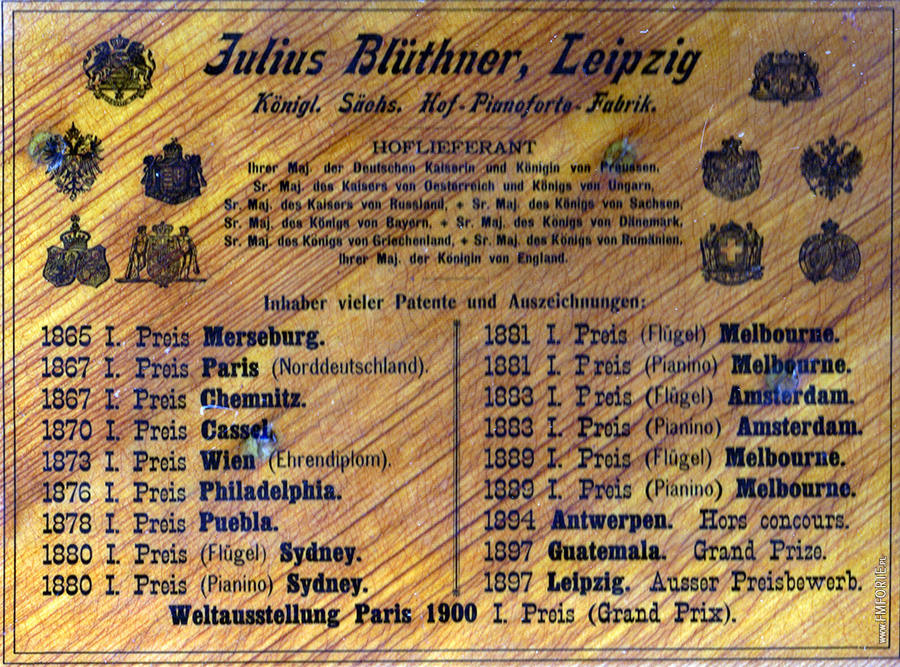 Julius Blüthner, Leipzig
Königl. Sächs. Hof-Pianoforte-Fabrik.
HOFLIEFERANT
Ihrer Maj. der Deutschen Kaiserin und Königin von Preussen,
Sr. Maj. des Kaisers von Oesterreich und Königs von Ungarn,
Sr. Maj. des Kaisers von Russland, + Sr. Maj. des Königs von Sachsen,
Sr. Maj. des Königs von Bayern, + Sr. Maj. des Königs von Dänemark,
Sr. Maj. des Königs von Griechenland, + Sr. Maj. des Königs von Rumänien.
Ihrer Maj. der Königin von England.
Inhaber vieler Patente und Auszeichnungen:
1865 I. Preis Merseburg.
1867 I. Preis Paris (Norddeutschland).
1867 I. Preis Chemnitz.
1870 I. Preis Cassel.
1873 I. Preis Wien (Ehrendiplom).
1876 I. Preis Philadelphia.
1878 I. Preis Puebla.
1880 I. Preis (Flügel) Sydney.
1880 I. Preis (Pianino) Sydney.
1881 I. Preis (Flügel) Melbourne.
1881 I. Preis (Pianino) Melbourne.
1883 I. Preis (Flügel) Amsterdam.
1883 I. Preis (Pianino) Amsterdam.
1889 I. Preis (Flügel) Melbourne.
1899 I. Preis (Pianino) Melbourne.
1894 Antwerpen. Hors concours.
1897 Guatemala. Grand Prize.
1897 Leipzig. Ausser Preisbewerb.
Weltausstellung Paris 1900 I. Preis (Grand Prix).
www.FMFORTE.PL